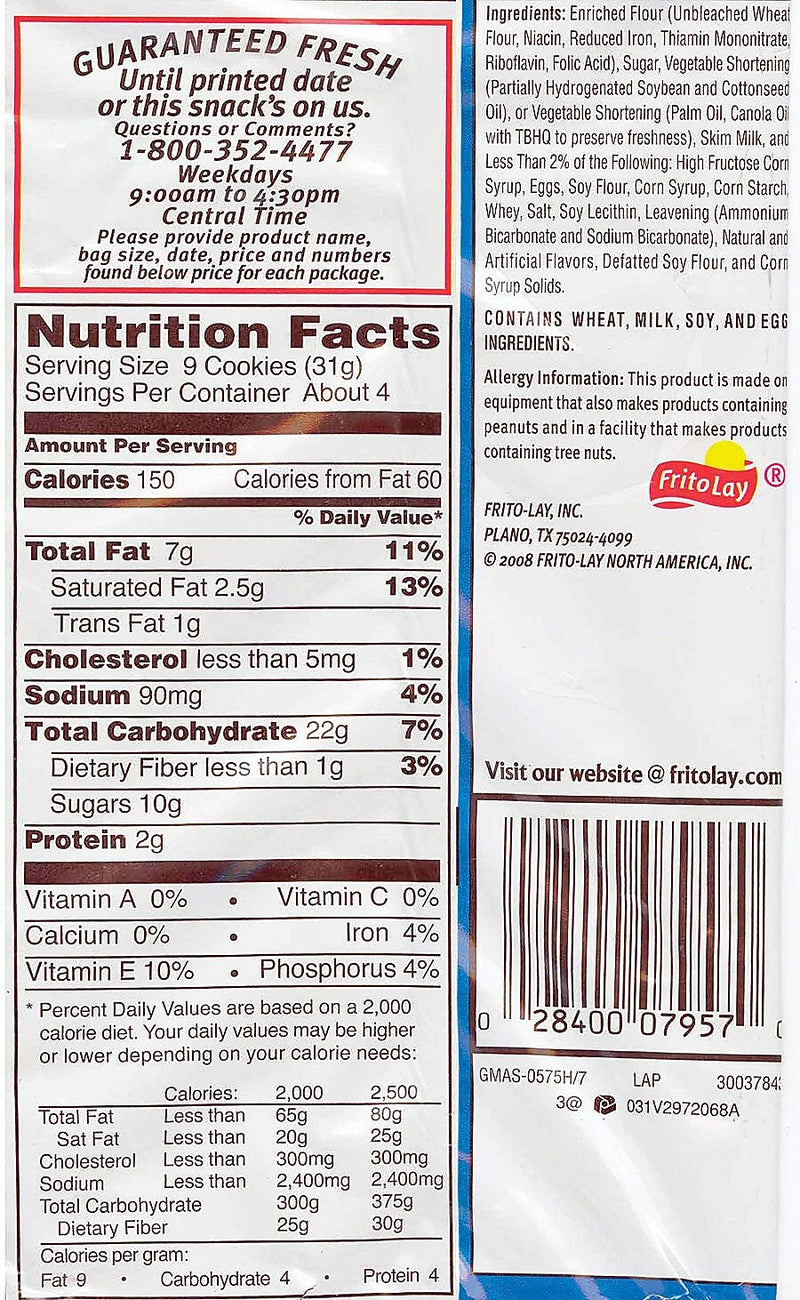 GUARANTEED FRESH
Until printed date
or this snack's on us.
Questions or Comments?
1-800-352-4477
Weekdays
9:00am to 4:30pm
Central Time
Please provide product name,
bag size, date, price and numbers
found below price for each package.
Nutrition Facts
Serving Size 9 Cookies (31g)
Servings Per Container About 4
Amount Per Serving
Calories 150 Calories from Fat 60
% Daily Value*
Total Fat 7g 11%
Saturated Fat 2.5g 13%
Trans Fat 1g
Cholesterol less than 5mg 1%
Sodium 90mg 4%
Total Carbohydrate 22g 7%
Dietary Fiber less than 1g 3%
Sugars 10g
Protein 2g
Vitamin A 0% • Vitamin C 0%
Calcium 0% • Iron 4%
Vitamin E 10% • Phosphorus 4%
* Percent Daily Values are based on a 2,000
calorie diet. Your daily values may be higher
or lower depending on your calorie needs:
Calories: 2,000 2,500
Total Fat Less than 65g 80g
Sat Fat Less than 20g 25g
Cholesterol Less than 300mg 300mg
Sodium Less than 2,400mg 2,400mg
Total Carbohydrate 300g 375g
Dietary Fiber 25g 30g
Calories per gram:
Fat 9 • Carbohydrate 4 • Protein 4
Ingredients: Enriched Flour (Unbleached Wheat
Flour, Niacin, Reduced Iron, Thiamin Mononitrate,
Riboflavin, Folic Acid), Sugar, Vegetable Shortening
(Partially Hydrogenated Soybean and Cottonseed
Oil), or Vegetable Shortening (Palm Oil, Canola Oil
with TBHQ to preserve freshness), Skim Milk, and
Less Than 2% of the Following: High Fructose Corn
Syrup, Eggs, Soy Flour, Corn Syrup, Corn Starch,
Whey, Salt, Soy Lecithin, Leavening (Ammonium
Bicarbonate and Sodium Bicarbonate), Natural and
Artificial Flavors, Defatted Soy Flour, and Corn
Syrup Solids.
CONTAINS WHEAT, MILK, SOY, AND EGG
INGREDIENTS.
Allergy Information: This product is made on
equipment that also makes products containing
peanuts and in a facility that makes products
containing tree nuts.
Frito Lay ®
FRITO-LAY, INC.
PLANO, TX 75024-4099
© 2008 FRITO-LAY NORTH AMERICA, INC.
Visit our website @ fritolay.com
0 28400 07957
GMAS-0575H/7 LAP 3003784
3@ 031V2972068A